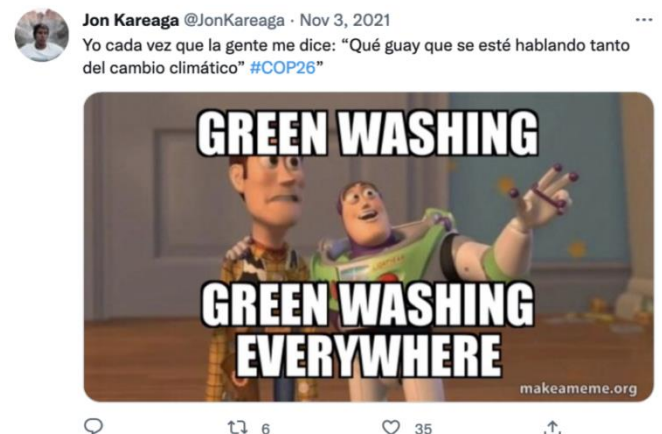 Jon Kareaga @JonKareaga · Nov 3, 2021
Yo cada vez que la gente me dice: “Qué guay que se esté hablando tanto
del cambio climático” #COP26”
GREEN WASHING
GREEN WASHING
EVERYWHERE
makeameme.org
6 35